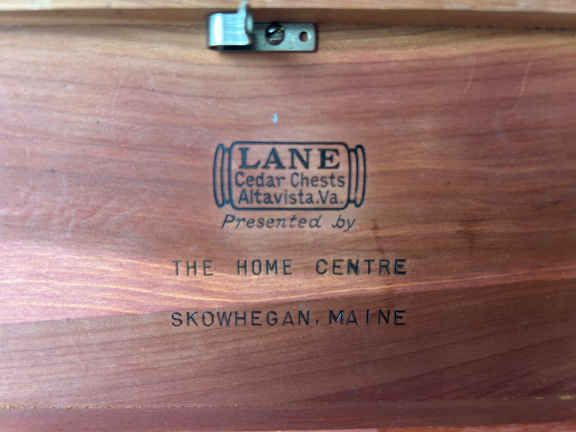 LANE
Cedar Chests
Altavista.Va.
Presented by
THE HOME CENTRE
SKOWHEGAN, MAINE